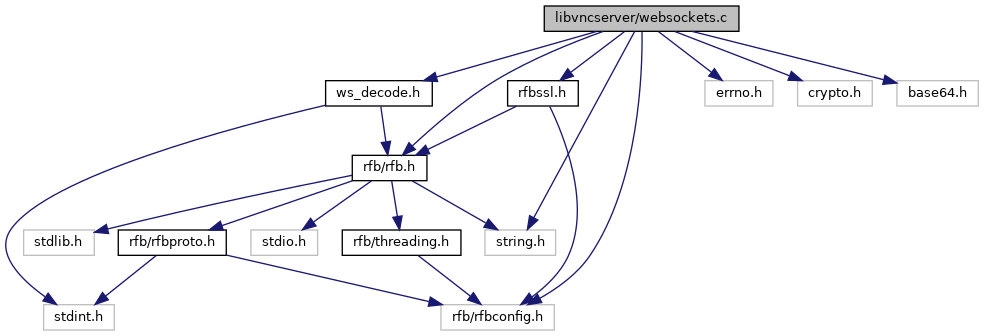 libvncserver/websockets.c
ws_decode.h
rfbssl.h
errno.h
crypto.h
base64.h
rfb/rfb.h
stdlib.h
rfb/rfbproto.h
stdio.h
rfb/threading.h
string.h
stdint.h
rfb/rfbconfig.h